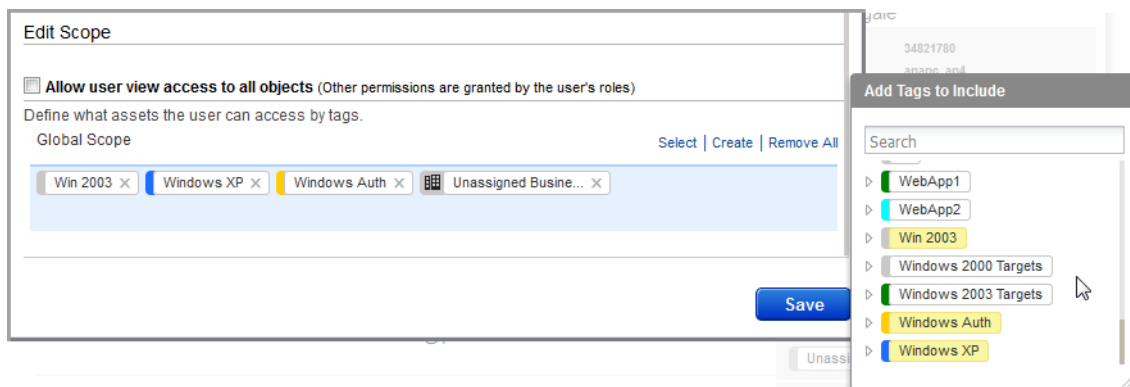 Edit Scope
Allow user view access to all objects (Other permissions are granted by the user's roles)
Define what assets the user can access by tags.
Global Scope
Select | Create | Remove All
Win 2003 X Windows XP X Windows Auth X Unassigned Busine... X
Save
34821780
Add Tags to Include
Search
WebApp1
WebApp2
Win 2003
Windows 2000 Targets
Windows 2003 Targets
Windows Auth
Windows XP
Unassi